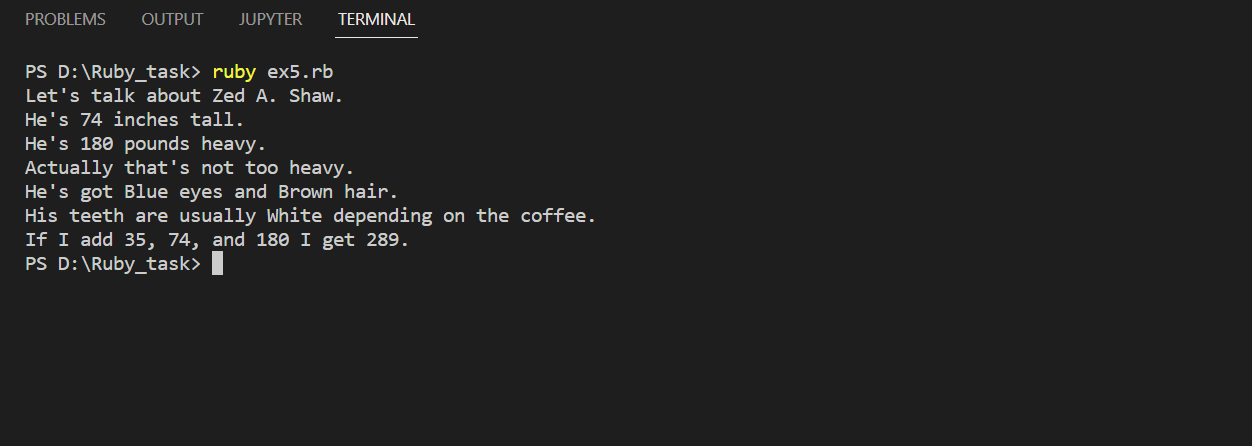 PROBLEMS OUTPUT JUPYTER TERMINAL
PS D:\Ruby_task> ruby ex5.rb
Let's talk about Zed A. Shaw.
He's 74 inches tall.
He's 180 pounds heavy.
Actually that's not too heavy.
He's got Blue eyes and Brown hair.
His teeth are usually White depending on the coffee.
If I add 35, 74, and 180 I get 289.
PS D:\Ruby_task>